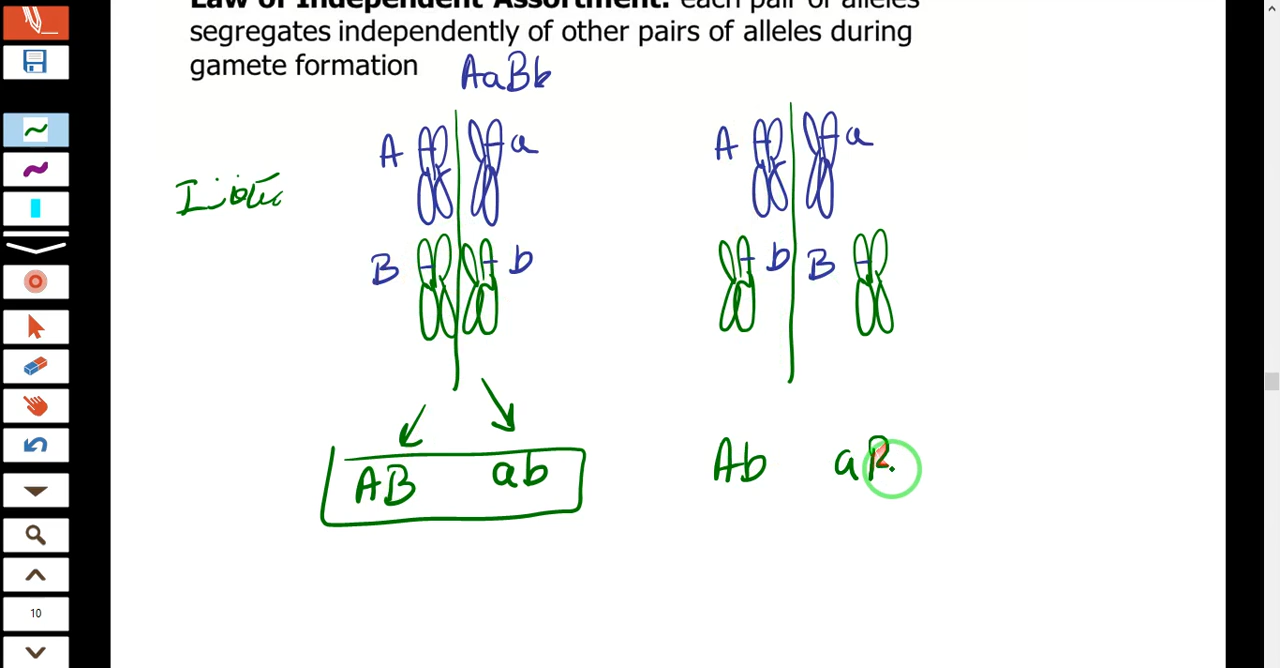 Law of Independent Assortment: each pair of alleles
segregates independently of other pairs of alleles during
gamete formation
AaBb
A a A a
B b b B
AB ab Ab a
10